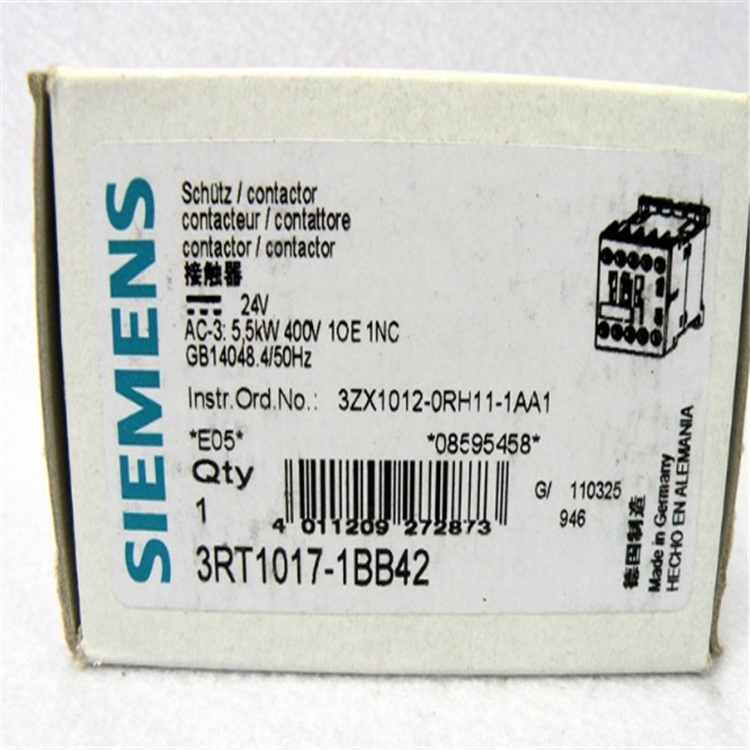 SIEMENS
Schütz / contactor
contacteur / contattore
contactor / contactor
接触器
24V
AC-3: 5,5kW 400V 10E 1NC
GB14048.4/50Hz
Instr.Ord.No.: 3ZX1012-0RH11-1AA1
*E05* *08595458*
Qty
1
4 011209 272873
G/ 110325
946
3RT1017-1BB42
德国制造
Made in Germany
HECHO EN ALEMANIA